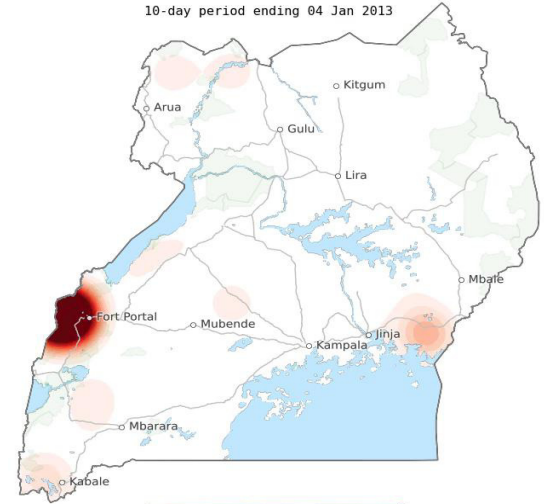 10-day period ending 04 Jan 2013
Kitgum
Arua
Gulu
Lira
Mbale
Fort Portal
Mubende
Jinja
Kampala
Mbarara
Kabale